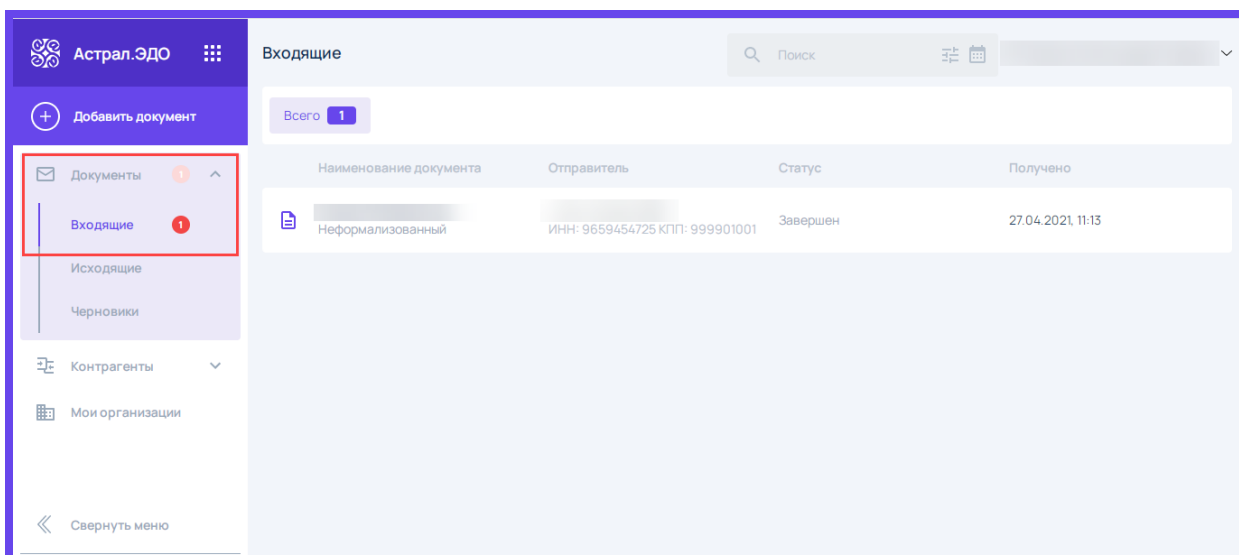 Астрал.ЭДО
Добавить документ
Документы 1
Входящие 1
Исходящие
Черновики
Контрагенты
Мои организации
Свернуть меню
Входящие
Поиск
Всего 1
Наименование документа Отправитель Статус Получено
Неформализованный ИНН: 9659454725 КПП: 999901001 Завершен 27.04.2021, 11:13